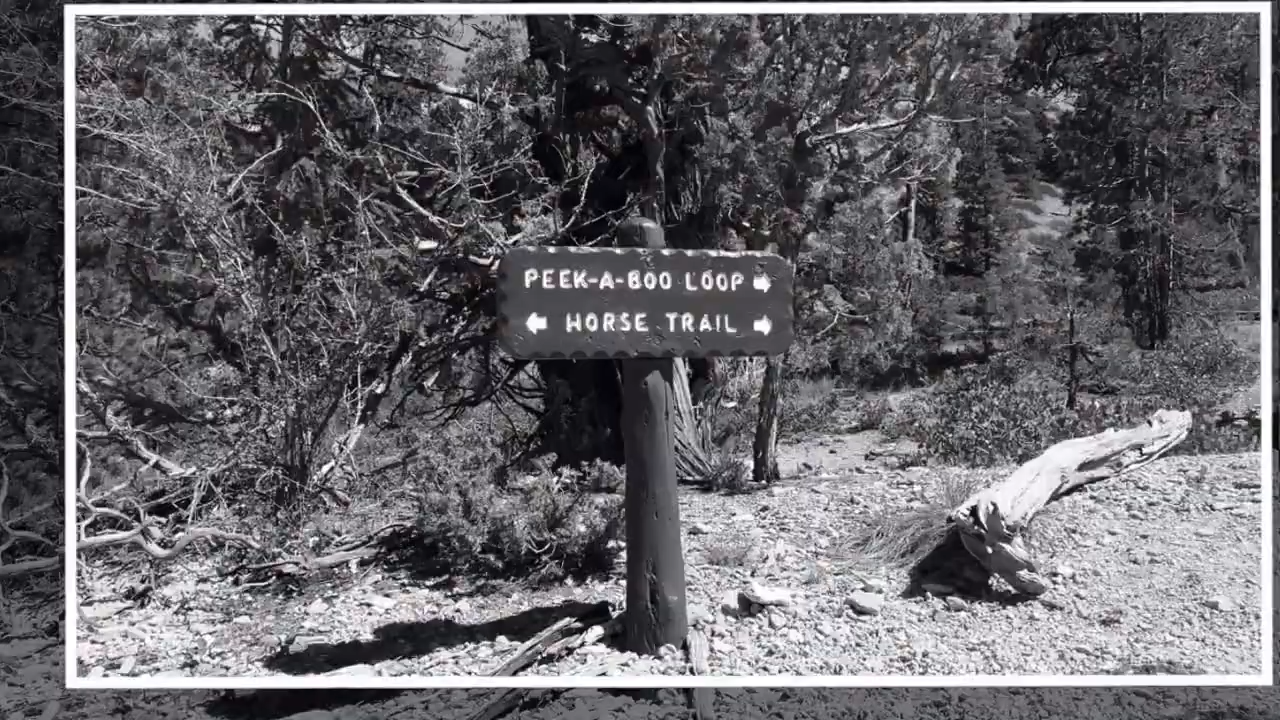 PEEK-A-BOO LOOP →
← HORSE TRAIL →